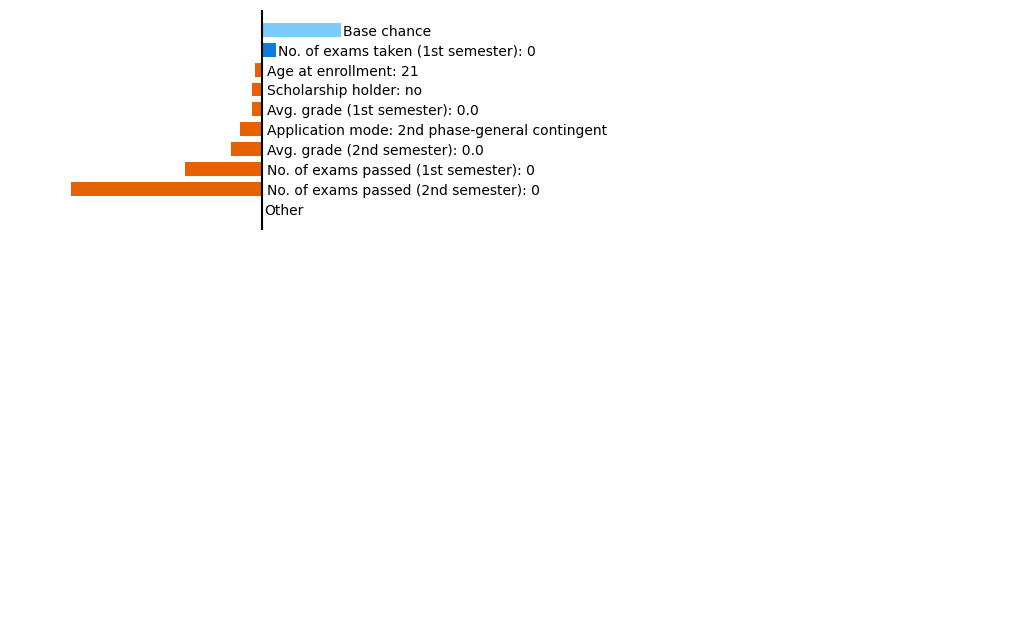 Base chance
No. of exams taken (1st semester): 0
Age at enrollment: 21
Scholarship holder: no
Avg. grade (1st semester): 0.0
Application mode: 2nd phase-general contingent
Avg. grade (2nd semester): 0.0
No. of exams passed (1st semester): 0
No. of exams passed (2nd semester): 0
Other